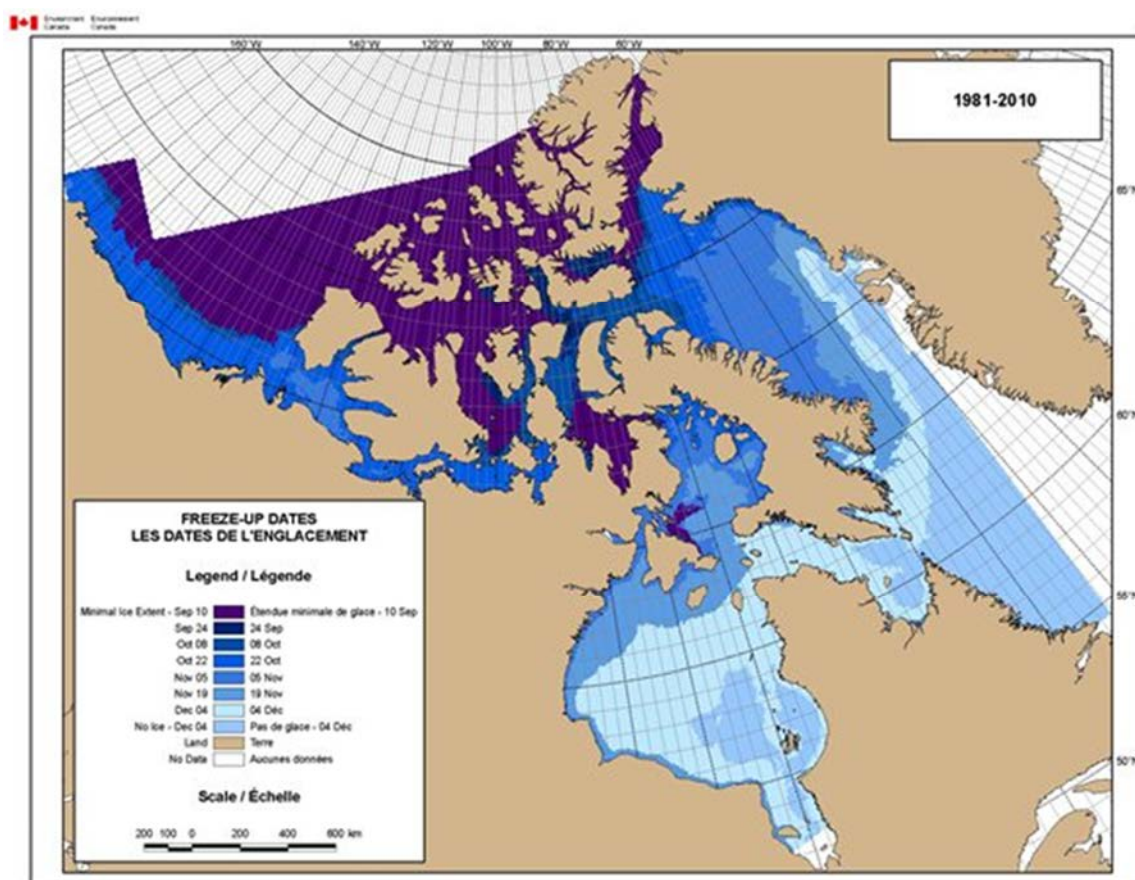 Environment Environnement
Canada Canada
160°W 140°W 120°W 100°W 80°W 60°W
1981-2010
65°N
60°N
55°N
50°N
FREEZE-UP DATES
LES DATES DE L'ENGLACEMENT
Legend / Légende
Minimal Ice Extent - Sep 10 Étendue minimale de glace - 10 Sep
Sep 24 24 Sep
Oct 08 08 Oct
Oct 22 22 Oct
Nov 05 05 Nov
Nov 19 19 Nov
Dec 04 04 Déc
No Ice - Dec 04 Pas de glace - 04 Déc
Land Terre
No Data Aucunes données
Scale / Échelle
200 100 0 200 400 600 km